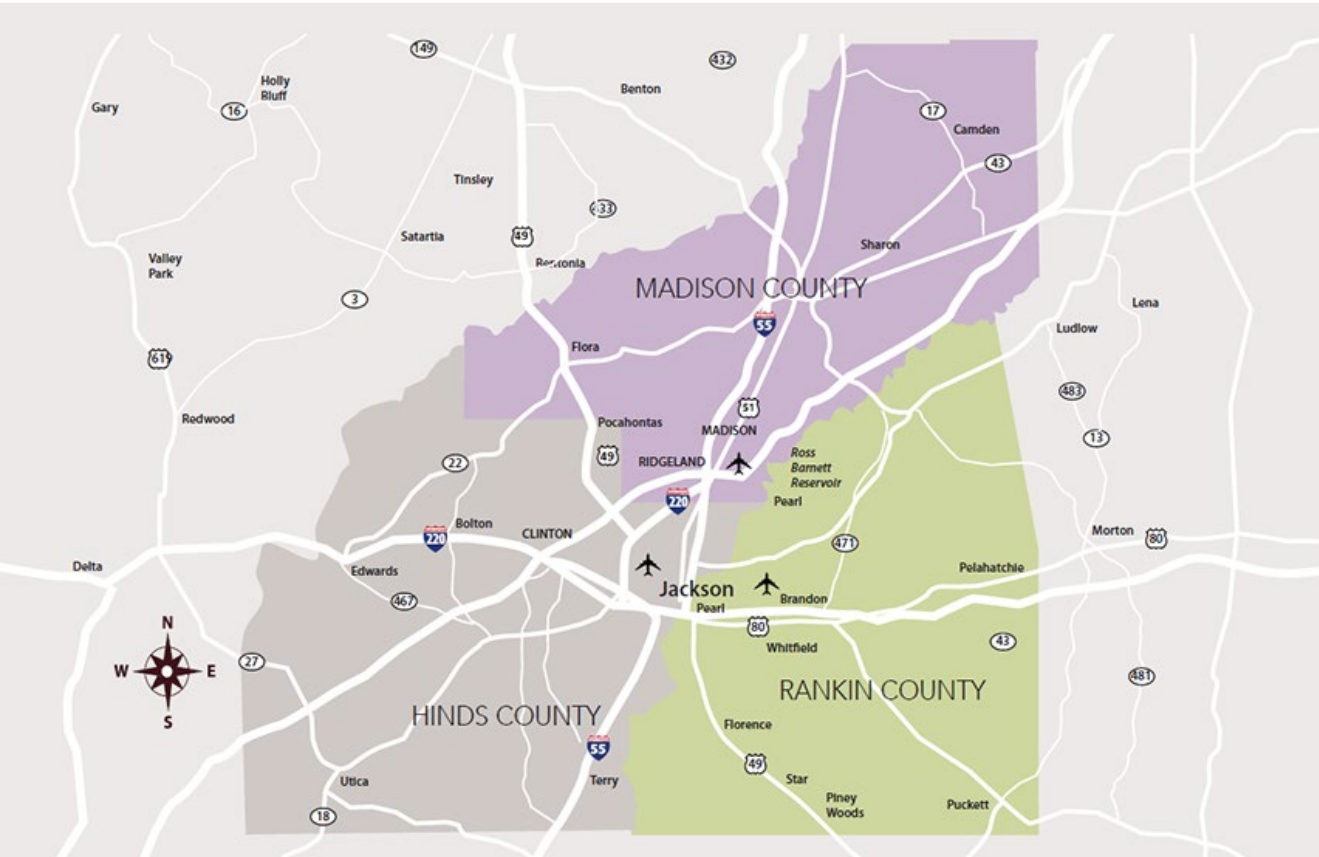 149
432
Holly
Bluff
Benton
Gary
16
17
Camden
43
Tinsley
433
Satartia
49
Sharon
Valley
Park
MADISON COUNTY
3
Lena
55
Ludlow
Flora
61
483
51
Redwood
Pocahontas
MADISON
13
49
22
RIDGELAND
Ross
Barnett
Reservoir
220
Pearl
Bolton
CLINTON
220
Morton
80
471
Delta
Edwards
Pelahatchie
Jackson
467
Brandon
Pearl
N
80
43
Whitfield
27
W
E
481
RANKIN COUNTY
S
HINDS COUNTY
Florence
55
49
Utica
Terry
Star
Piney
Woods
Puckett
18